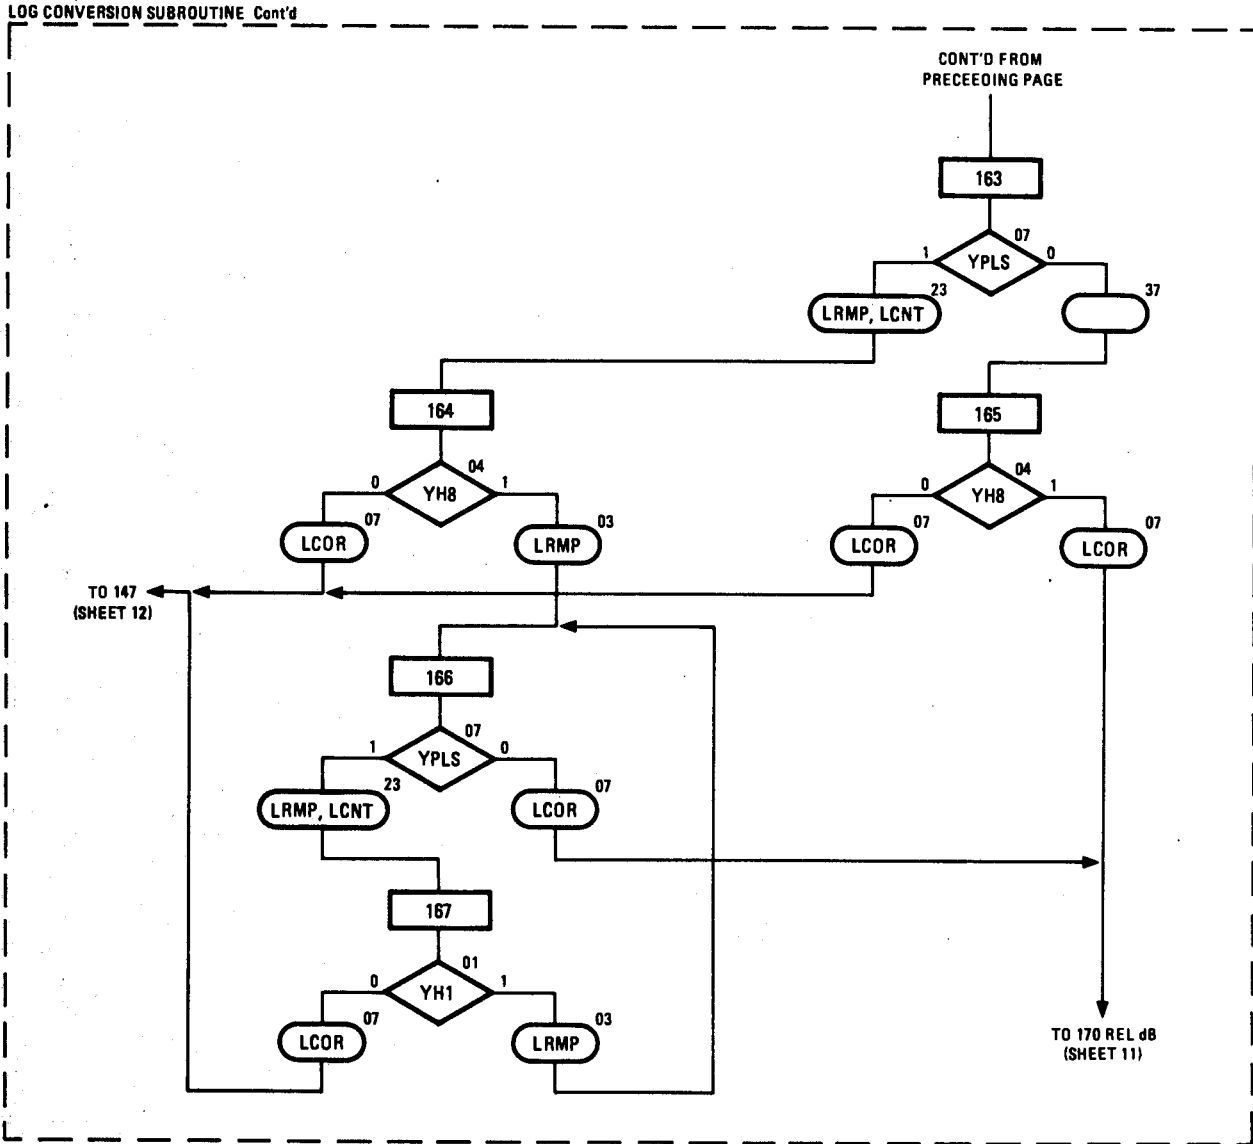 LOG CONVERSION SUBROUTINE Cont'd
CONT'D FROM
PRECEEDING PAGE
163
07
1 YPLS 0
23
LRMP, LCNT
37
164
165
04
0 YH8 1
04
0 YH8 1
07
LCOR
03
LRMP
07
LCOR
07
LCOR
TO 147
(SHEET 12)
166
07
1 YPLS 0
23
LRMP, LCNT
07
LCOR
167
01
0 YH1 1
07
LCOR
03
LRMP
TO 170 REL dB
(SHEET 11)